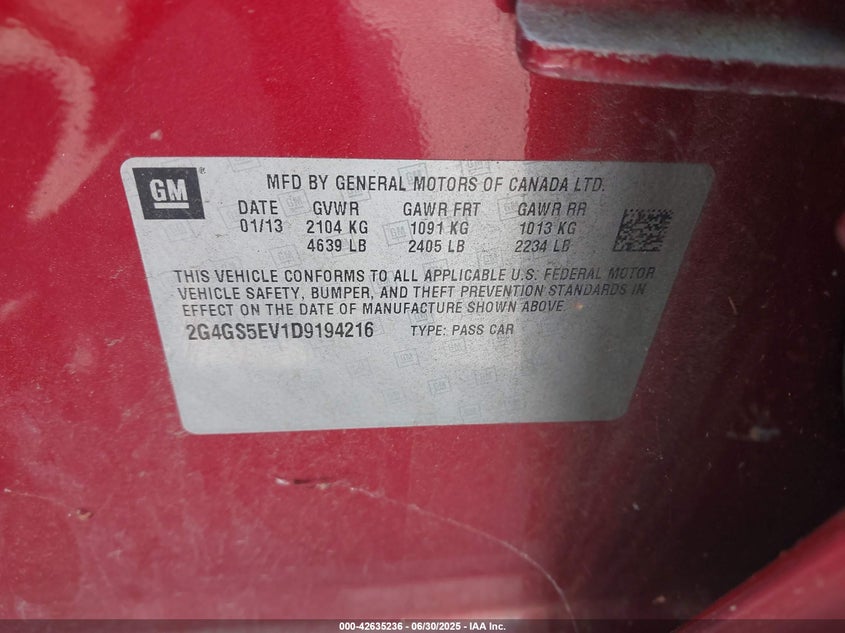 GM
MFD BY GENERAL MOTORS OF CANADA LTD.
DATE GVWR GAWR FRT GAWR RR
01/13 2104 KG 1091 KG 1013 KG
4639 LB 2405 LB 2234 LB
THIS VEHICLE CONFORMS TO ALL APPLICABLE U.S. FEDERAL MOTOR
VEHICLE SAFETY, BUMPER, AND THEFT PREVENTION STANDARDS IN
EFFECT ON THE DATE OF MANUFACTURE SHOWN ABOVE.
2G4GS5EV1D9194216 TYPE: PASS CAR
000-42635236 - 06/30/2025 - IAA Inc.